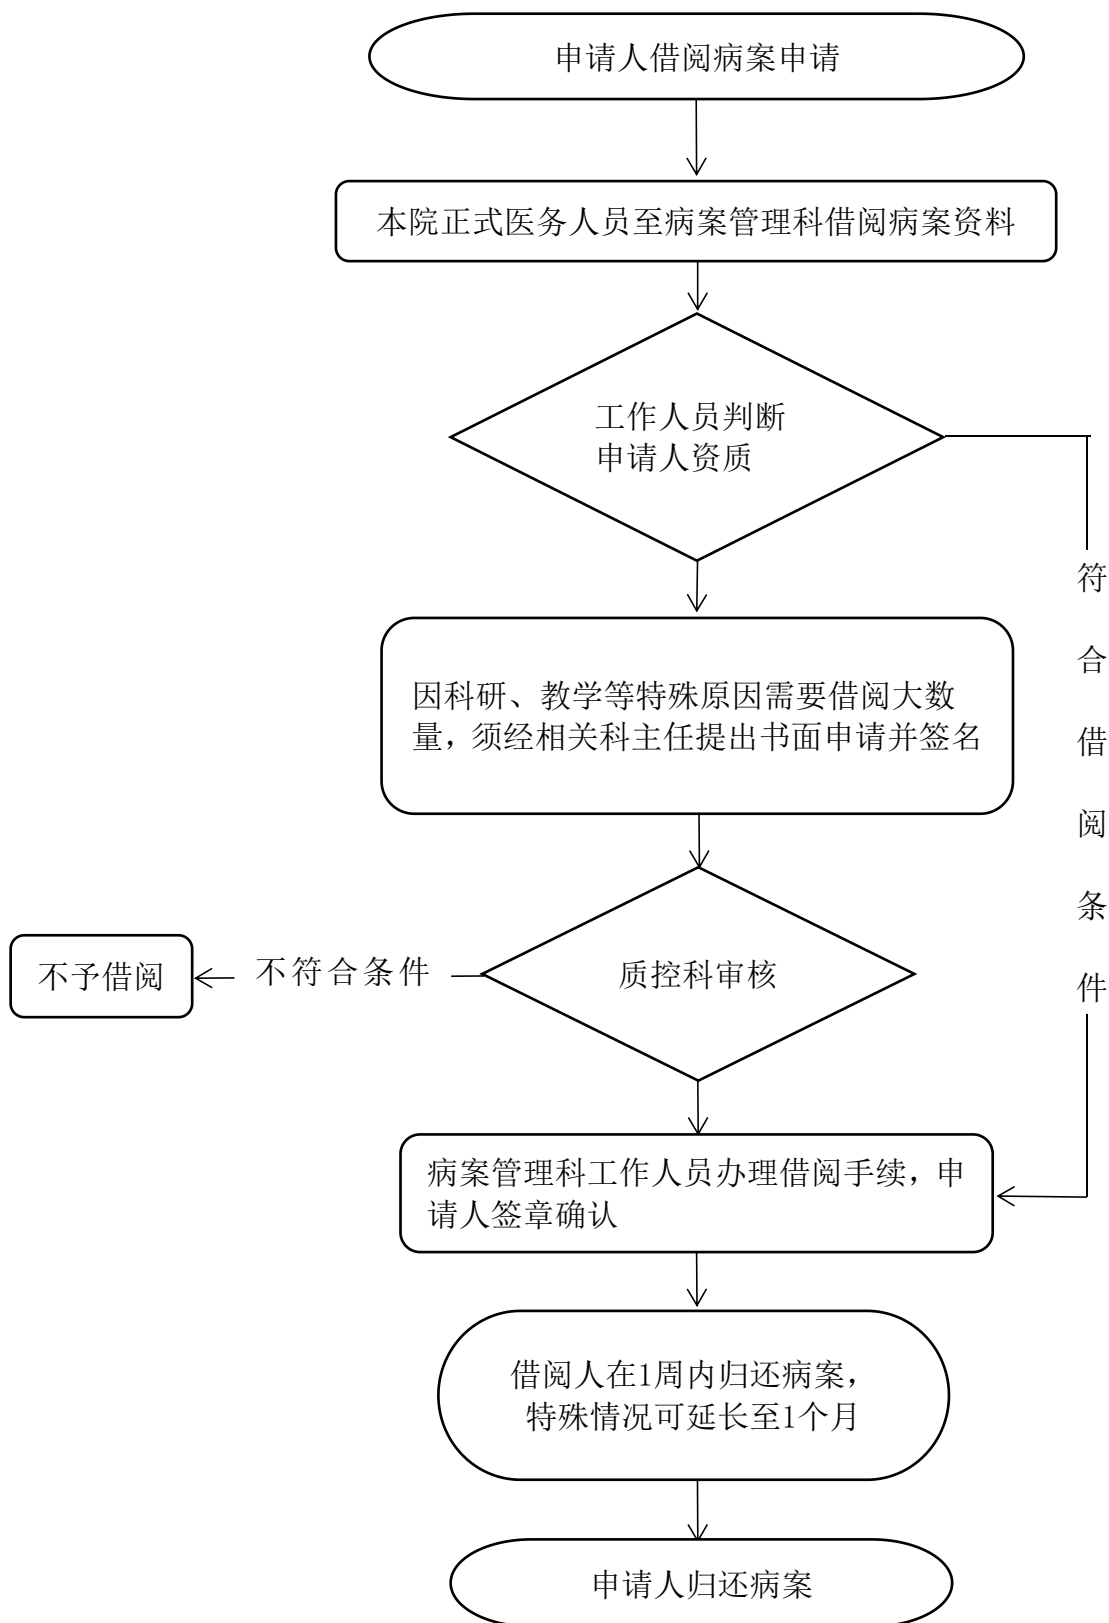 申请人借阅病案申请
本院正式医务人员至病案管理科借阅病案资料
工作人员判断
申请人资质
符合借阅条件
因科研、教学等特殊原因需要借阅大数
量，须经相关科主任提出书面申请并签名
不予借阅
不符合条件
质控科审核
病案管理科工作人员办理借阅手续，申
请人签章确认
借阅人在1周内归还病案，
特殊情况可延长至1个月
申请人归还病案